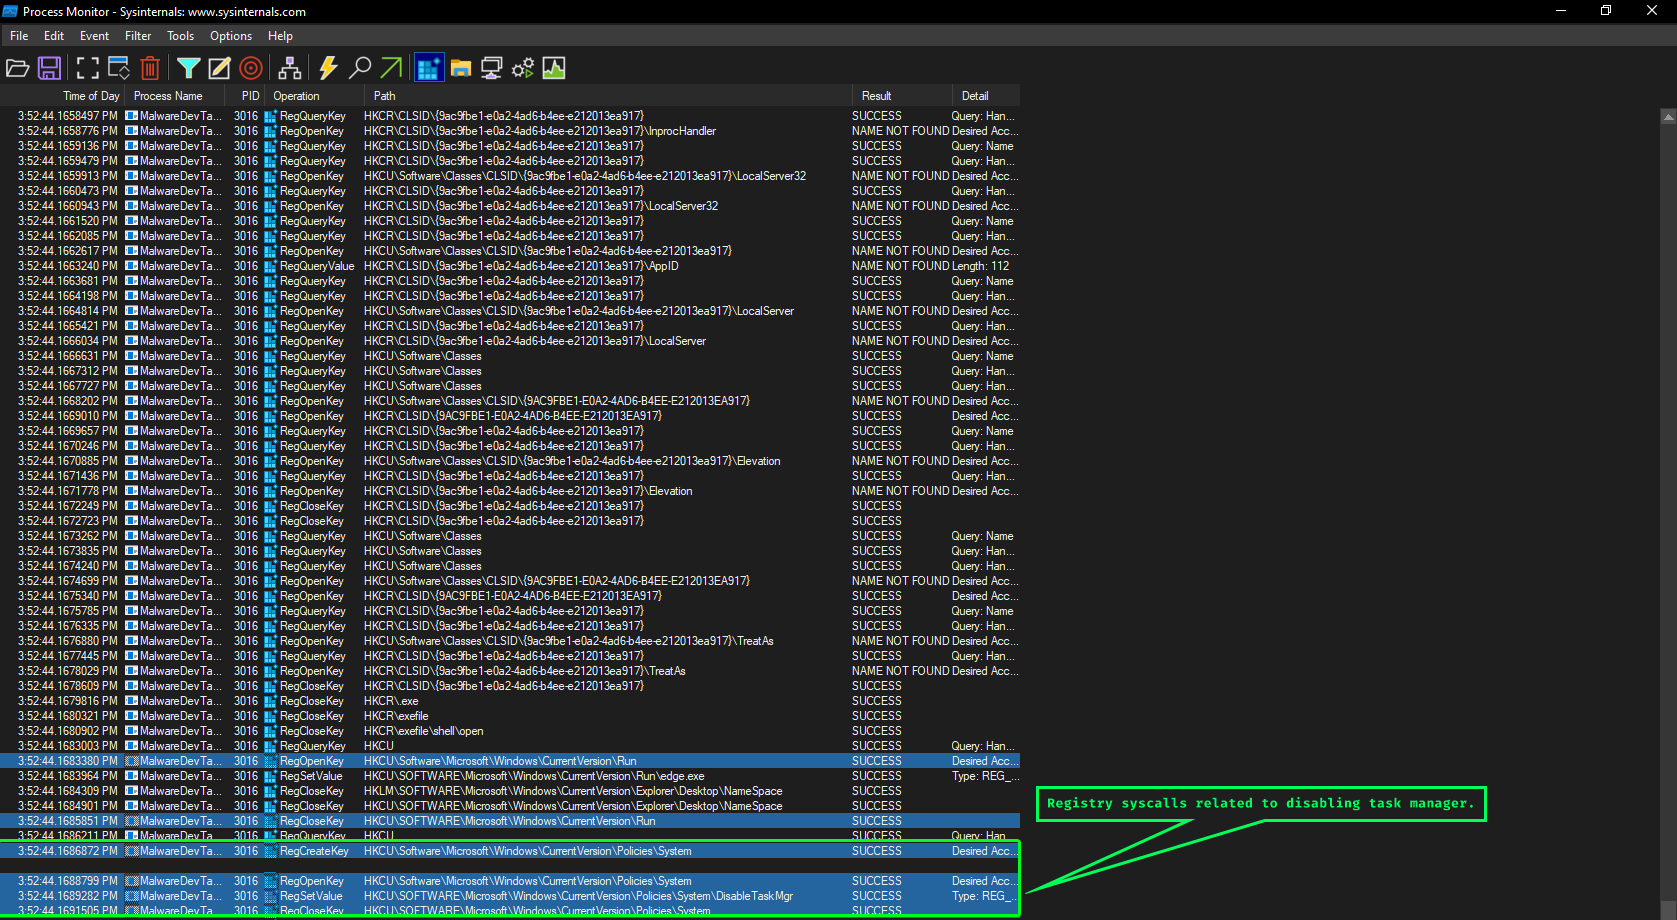 Process Monitor - Sysinternals: www.sysinternals.com
File Edit Event Filter Tools Options Help
Time of Day Process Name PID Operation Path Result Detail
3:52:44.1658497 PM MalwareDevTa... 3016 RegQueryKey HKCR\CLSID\{9ac9fbe1-e0a2-4ad6-b4ee-e212013ea917} SUCCESS Query: Han...
3:52:44.1658776 PM MalwareDevTa... 3016 RegOpenKey HKCR\CLSID\{9ac9fbe1-e0a2-4ad6-b4ee-e212013ea917}\InprocHandler NAME NOT FOUND Desired Acc...
3:52:44.1659136 PM MalwareDevTa... 3016 RegQueryKey HKCR\CLSID\{9ac9fbe1-e0a2-4ad6-b4ee-e212013ea917} SUCCESS Query: Name
3:52:44.1659479 PM MalwareDevTa... 3016 RegQueryKey HKCR\CLSID\{9ac9fbe1-e0a2-4ad6-b4ee-e212013ea917} SUCCESS Query: Han...
3:52:44.1659913 PM MalwareDevTa... 3016 RegOpenKey HKCU\Software\Classes\CLSID\{9ac9fbe1-e0a2-4ad6-b4ee-e212013ea917}\LocalServer32 NAME NOT FOUND Desired Acc...
3:52:44.1660473 PM MalwareDevTa... 3016 RegQueryKey HKCR\CLSID\{9ac9fbe1-e0a2-4ad6-b4ee-e212013ea917} SUCCESS Query: Han...
3:52:44.1660943 PM MalwareDevTa... 3016 RegOpenKey HKCR\CLSID\{9ac9fbe1-e0a2-4ad6-b4ee-e212013ea917}\LocalServer32 NAME NOT FOUND Desired Acc...
3:52:44.1661520 PM MalwareDevTa... 3016 RegQueryKey HKCR\CLSID\{9ac9fbe1-e0a2-4ad6-b4ee-e212013ea917} SUCCESS Query: Name
3:52:44.1662085 PM MalwareDevTa... 3016 RegQueryKey HKCR\CLSID\{9ac9fbe1-e0a2-4ad6-b4ee-e212013ea917} SUCCESS Query: Han...
3:52:44.1662617 PM MalwareDevTa... 3016 RegOpenKey HKCU\Software\Classes\CLSID\{9ac9fbe1-e0a2-4ad6-b4ee-e212013ea917} NAME NOT FOUND Desired Acc...
3:52:44.1663240 PM MalwareDevTa... 3016 RegQueryValue HKCR\CLSID\{9ac9fbe1-e0a2-4ad6-b4ee-e212013ea917}\AppID NAME NOT FOUND Length: 112
3:52:44.1663681 PM MalwareDevTa... 3016 RegQueryKey HKCR\CLSID\{9ac9fbe1-e0a2-4ad6-b4ee-e212013ea917} SUCCESS Query: Name
3:52:44.1664198 PM MalwareDevTa... 3016 RegQueryKey HKCR\CLSID\{9ac9fbe1-e0a2-4ad6-b4ee-e212013ea917} SUCCESS Query: Han...
3:52:44.1664814 PM MalwareDevTa... 3016 RegOpenKey HKCU\Software\Classes\CLSID\{9ac9fbe1-e0a2-4ad6-b4ee-e212013ea917}\LocalServer NAME NOT FOUND Desired Acc...
3:52:44.1665421 PM MalwareDevTa... 3016 RegQueryKey HKCR\CLSID\{9ac9fbe1-e0a2-4ad6-b4ee-e212013ea917} SUCCESS Query: Han...
3:52:44.1666034 PM MalwareDevTa... 3016 RegOpenKey HKCR\CLSID\{9ac9fbe1-e0a2-4ad6-b4ee-e212013ea917}\LocalServer NAME NOT FOUND Desired Acc...
3:52:44.1666631 PM MalwareDevTa... 3016 RegQueryKey HKCU\Software\Classes SUCCESS Query: Name
3:52:44.1667312 PM MalwareDevTa... 3016 RegQueryKey HKCU\Software\Classes SUCCESS Query: Han...
3:52:44.1667727 PM MalwareDevTa... 3016 RegQueryKey HKCU\Software\Classes SUCCESS Query: Han...
3:52:44.1668202 PM MalwareDevTa... 3016 RegOpenKey HKCU\Software\Classes\CLSID\{9AC9FBE1-E0A2-4AD6-B4EE-E212013EA917} NAME NOT FOUND Desired Acc...
3:52:44.1669010 PM MalwareDevTa... 3016 RegOpenKey HKCR\CLSID\{9AC9FBE1-E0A2-4AD6-B4EE-E212013EA917} SUCCESS Desired Acc...
3:52:44.1669657 PM MalwareDevTa... 3016 RegQueryKey HKCR\CLSID\{9ac9fbe1-e0a2-4ad6-b4ee-e212013ea917} SUCCESS Query: Name
3:52:44.1670246 PM MalwareDevTa... 3016 RegQueryKey HKCR\CLSID\{9ac9fbe1-e0a2-4ad6-b4ee-e212013ea917} SUCCESS Query: Han...
3:52:44.1670885 PM MalwareDevTa... 3016 RegOpenKey HKCU\Software\Classes\CLSID\{9ac9fbe1-e0a2-4ad6-b4ee-e212013ea917}\Elevation NAME NOT FOUND Desired Acc...
3:52:44.1671436 PM MalwareDevTa... 3016 RegQueryKey HKCR\CLSID\{9ac9fbe1-e0a2-4ad6-b4ee-e212013ea917} SUCCESS Query: Han...
3:52:44.1671778 PM MalwareDevTa... 3016 RegOpenKey HKCR\CLSID\{9ac9fbe1-e0a2-4ad6-b4ee-e212013ea917}\Elevation NAME NOT FOUND Desired Acc...
3:52:44.1672249 PM MalwareDevTa... 3016 RegCloseKey HKCR\CLSID\{9ac9fbe1-e0a2-4ad6-b4ee-e212013ea917} SUCCESS
3:52:44.1672723 PM MalwareDevTa... 3016 RegCloseKey HKCR\CLSID\{9ac9fbe1-e0a2-4ad6-b4ee-e212013ea917} SUCCESS
3:52:44.1673262 PM MalwareDevTa... 3016 RegQueryKey HKCU\Software\Classes SUCCESS Query: Name
3:52:44.1673835 PM MalwareDevTa... 3016 RegQueryKey HKCU\Software\Classes SUCCESS Query: Han...
3:52:44.1674240 PM MalwareDevTa... 3016 RegQueryKey HKCU\Software\Classes SUCCESS Query: Han...
3:52:44.1674699 PM MalwareDevTa... 3016 RegOpenKey HKCU\Software\Classes\CLSID\{9AC9FBE1-E0A2-4AD6-B4EE-E212013EA917} NAME NOT FOUND Desired Acc...
3:52:44.1675340 PM MalwareDevTa... 3016 RegOpenKey HKCR\CLSID\{9AC9FBE1-E0A2-4AD6-B4EE-E212013EA917} SUCCESS Desired Acc...
3:52:44.1675785 PM MalwareDevTa... 3016 RegQueryKey HKCR\CLSID\{9ac9fbe1-e0a2-4ad6-b4ee-e212013ea917} SUCCESS Query: Name
3:52:44.1676335 PM MalwareDevTa... 3016 RegQueryKey HKCR\CLSID\{9ac9fbe1-e0a2-4ad6-b4ee-e212013ea917} SUCCESS Query: Han...
3:52:44.1676880 PM MalwareDevTa... 3016 RegOpenKey HKCU\Software\Classes\CLSID\{9ac9fbe1-e0a2-4ad6-b4ee-e212013ea917}\TreatAs NAME NOT FOUND Desired Acc...
3:52:44.1677445 PM MalwareDevTa... 3016 RegQueryKey HKCR\CLSID\{9ac9fbe1-e0a2-4ad6-b4ee-e212013ea917} SUCCESS Query: Han...
3:52:44.1678029 PM MalwareDevTa... 3016 RegOpenKey HKCR\CLSID\{9ac9fbe1-e0a2-4ad6-b4ee-e212013ea917}\TreatAs NAME NOT FOUND Desired Acc...
3:52:44.1678609 PM MalwareDevTa... 3016 RegCloseKey HKCR\CLSID\{9ac9fbe1-e0a2-4ad6-b4ee-e212013ea917} SUCCESS
3:52:44.1679816 PM MalwareDevTa... 3016 RegCloseKey HKCR\.exe SUCCESS
3:52:44.1680321 PM MalwareDevTa... 3016 RegCloseKey HKCR\exefile SUCCESS
3:52:44.1680902 PM MalwareDevTa... 3016 RegCloseKey HKCR\exefile\shell\open SUCCESS
3:52:44.1683003 PM MalwareDevTa... 3016 RegQueryKey HKCU SUCCESS Query: Han...
3:52:44.1683380 PM MalwareDevTa... 3016 RegOpenKey HKCU\Software\Microsoft\Windows\CurrentVersion\Run SUCCESS Desired Acc...
3:52:44.1683964 PM MalwareDevTa... 3016 RegSetValue HKCU\SOFTWARE\Microsoft\Windows\CurrentVersion\Run\edge.exe SUCCESS Type: REG_...
3:52:44.1684309 PM MalwareDevTa... 3016 RegCloseKey HKLM\SOFTWARE\Microsoft\Windows\CurrentVersion\Explorer\Desktop\NameSpace SUCCESS
3:52:44.1684901 PM MalwareDevTa... 3016 RegCloseKey HKCU\SOFTWARE\Microsoft\Windows\CurrentVersion\Explorer\Desktop\NameSpace SUCCESS
3:52:44.1685851 PM MalwareDevTa... 3016 RegCloseKey HKCU\SOFTWARE\Microsoft\Windows\CurrentVersion\Run SUCCESS
Registry syscalls related to disabling task manager.
3:52:44.1686211 PM MalwareDevTa... 3016 RegQueryKey HKCU SUCCESS Query: Han
3:52:44.1686872 PM MalwareDevTa... 3016 RegCreateKey HKCU\Software\Microsoft\Windows\CurrentVersion\Policies\System SUCCESS Desired Acc...
3:52:44.1688799 PM MalwareDevTa... 3016 RegOpenKey HKCU\Software\Microsoft\Windows\CurrentVersion\Policies\System SUCCESS Desired Acc...
3:52:44.1689282 PM MalwareDevTa... 3016 RegSetValue HKCU\SOFTWARE\Microsoft\Windows\CurrentVersion\Policies\System\DisableTaskMgr SUCCESS Type: REG_...
3:52:44.1691505 PM MalwareDevTa... 3016 RegCloseKey HKCU\SOFTWARE\Microsoft\Windows\CurrentVersion\Policies\System SUCCESS